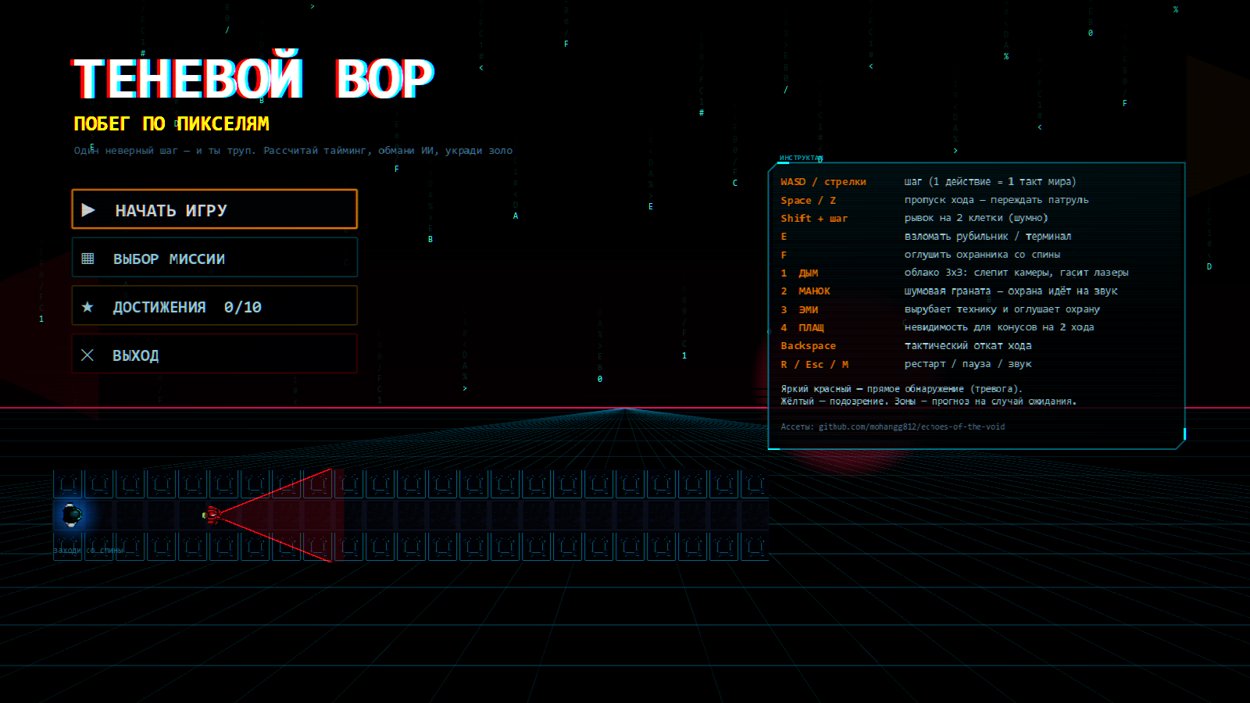 ТЕНЕВОЙ ВОР
ПОБЕГ ПО ПИКСЕЛЯМ
Один неверный шаг — и ты труп. Рассчитай тайминг, обмани ИИ, укради золо
▶ НАЧАТЬ ИГРУ
▦ ВЫБОР МИССИИ
★ ДОСТИЖЕНИЯ 0/10
✕ ВЫХОД
ИНСТРУКТАЖ
WASD / стрелки шаг (1 действие = 1 такт мира)
Space / Z пропуск хода — переждать патруль
Shift + шаг рывок на 2 клетки (шумно)
E взломать рубильник / терминал
F оглушить охранника со спины
1 ДЫМ облако 3x3: слепит камеры, гасит лазеры
2 МАНОК шумовая граната — охрана идёт на звук
3 ЭМИ вырубает технику и оглушает охрану
4 ПЛАЩ невидимость для конусов на 2 хода
Backspace тактический откат хода
R / Esc / M рестарт / пауза / звук
Яркий красный — прямое обнаружение (тревога).
Жёлтый — подозрение. Зоны — прогноз на случай ожидания.
Ассеты: github.com/mohangg812/echoes-of-the-void
заходи со спины